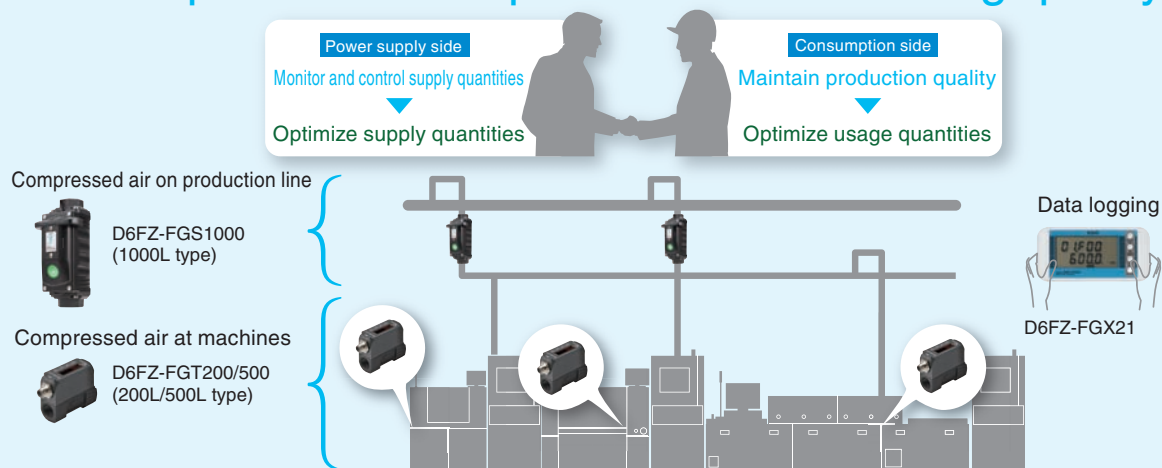 Power supply side
Monitor and control supply quantities
Optimize supply quantities
Consumption side
Maintain production quality
Optimize usage quantities
Compressed air on production line
D6FZ-FGS1000
(1000L type)
Compressed air at machines
D6FZ-FGT200/500
(200L/500L type)
Data logging
D6FZ-FGX21